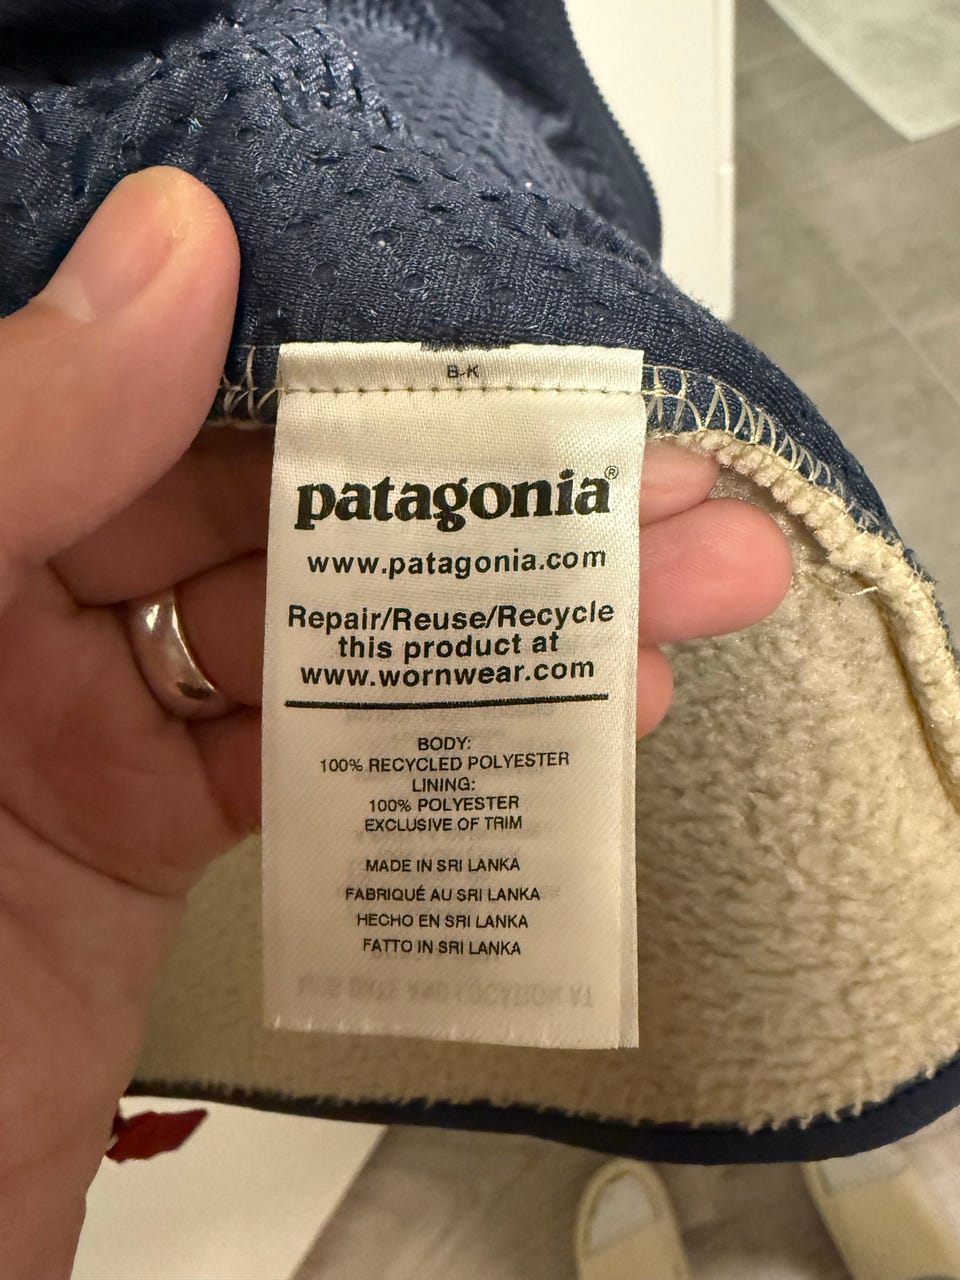 B-K
patagonia®
www.patagonia.com
Repair/Reuse/Recycle
this product at
www.wornwear.com
BODY:
100% RECYCLED POLYESTER
LINING:
100% POLYESTER
EXCLUSIVE OF TRIM
MADE IN SRI LANKA
FABRIQUÉ AU SRI LANKA
HECHO EN SRI LANKA
FATTO IN SRI LANKA